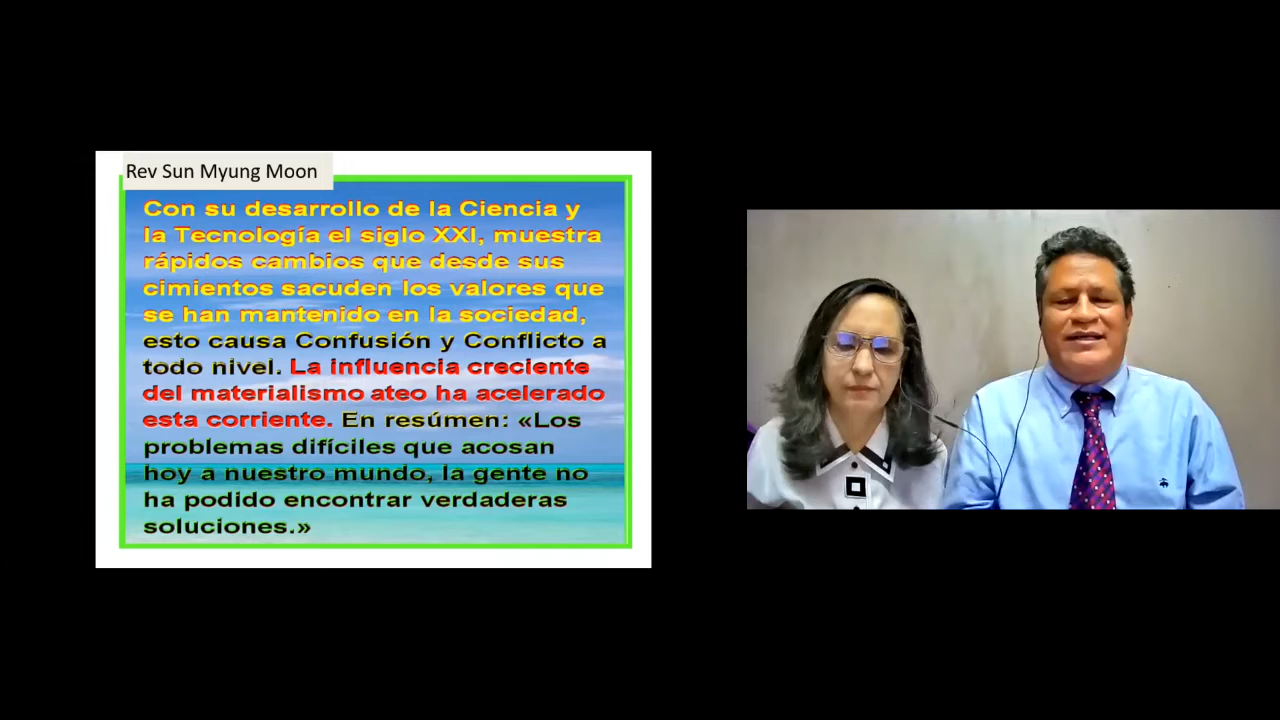 Rev Sun Myung Moon
Con su desarrollo de la Ciencia y
la Tecnología el siglo XXI, muestra
rápidos cambios que desde sus
cimientos sacuden los valores que
se han mantenido en la sociedad,
esto causa Confusión y Conflicto a
todo nivel. La influencia creciente
del materialismo ateo ha acelerado
esta corriente. En resúmen: «Los
problemas difíciles que acosan
hoy a nuestro mundo, la gente no
ha podido encontrar verdaderas
soluciones.»